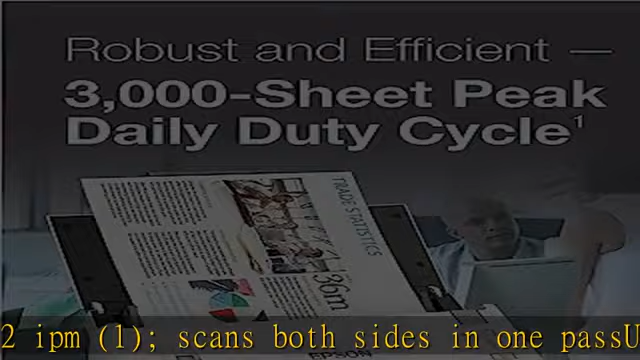 Robust and Efficient —
3,000-Sheet Peak
Daily Duty Cycle¹
TRADE STATISTICS
36m
2 ipm (1); scans both sides in one passU
EPSON